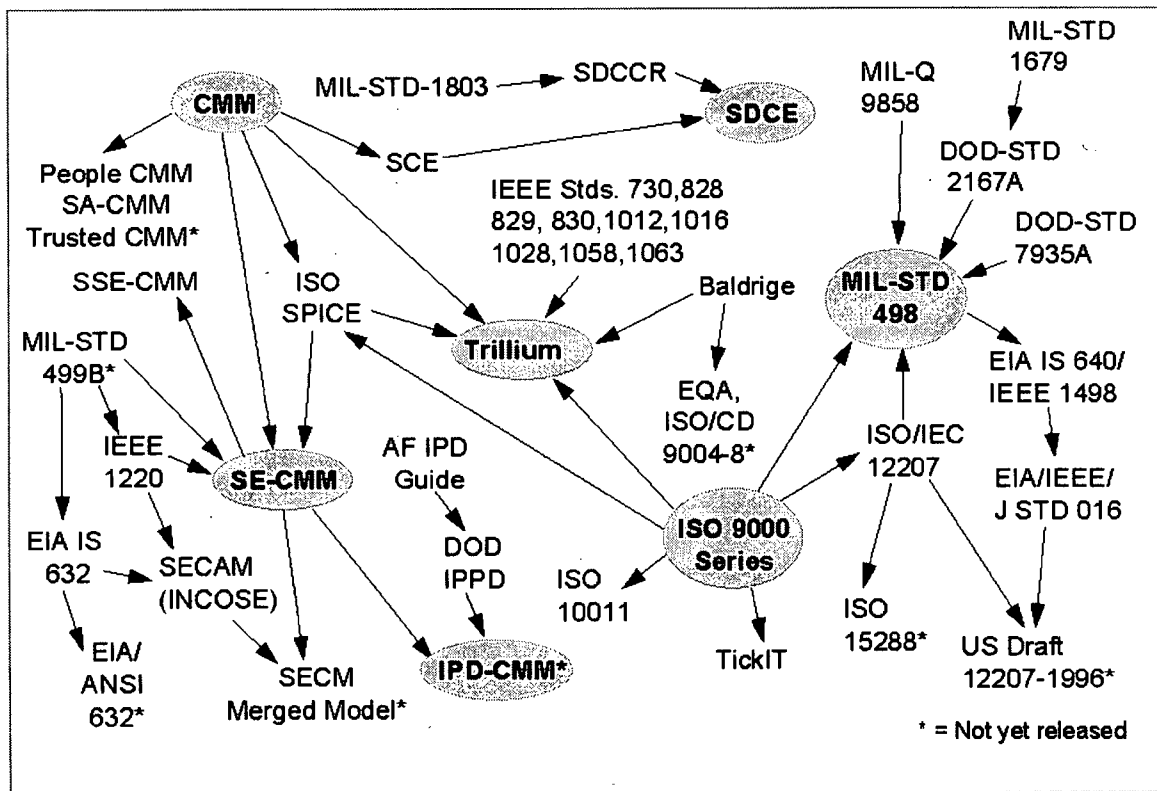 MIL-STD
1679
CMM
MIL-STD-1803
SDCCR
SDCE
MIL-Q
9858
SCE
DOD-STD
2167A
People CMM
SA-CMM
Trusted CMM*
IEEE Stds. 730,828
829, 830,1012,1016
1028,1058,1063
DOD-STD
7935A
SSE-CMM
ISO
SPICE
Baldrige
MIL-STD
498
Trillium
MIL-STD
499B*
EIA IS 640/
IEEE 1498
EQA,
ISO/CD
9004-8*
IEEE
1220
SE-CMM
AF IPD
Guide
ISO/IEC
12207
EIA/IEEE/
J STD 016
ISO 9000
Series
EIA IS
632
SECAM
(INCOSE)
DOD
IPPD
ISO
10011
ISO
15288*
EIA/
ANSI
632*
SECM
Merged Model*
IPD-CMM*
TickIT
US Draft
12207-1996*
* = Not yet released